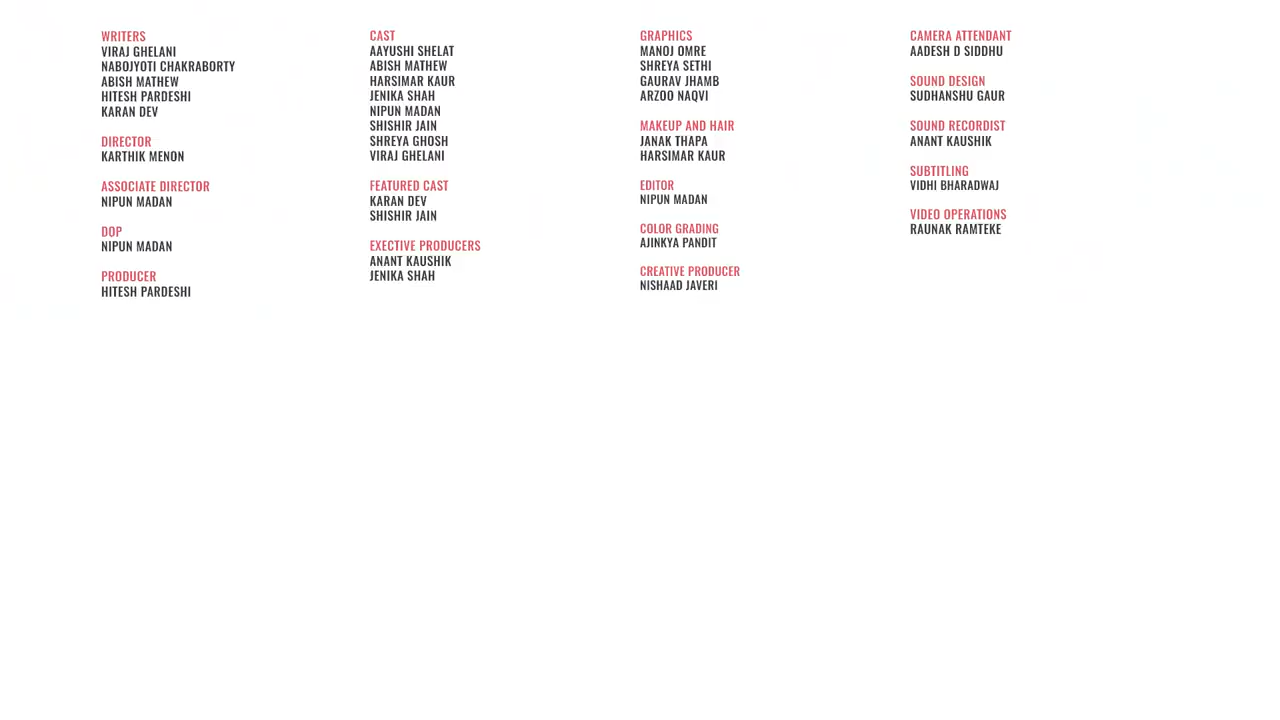 WRITERS
VIRAJ GHELANI
NABOJYOTI CHAKRABORTY
ABISH MATHEW
HITESH PARDESHI
KARAN DEV
DIRECTOR
KARTHIK MENON
ASSOCIATE DIRECTOR
NIPUN MADAN
DOP
NIPUN MADAN
PRODUCER
HITESH PARDESHI
CAST
AAYUSHI SHELAT
ABISH MATHEW
HARSIMAR KAUR
JENIKA SHAH
NIPUN MADAN
SHISHIR JAIN
SHREYA GHOSH
VIRAJ GHELANI
FEATURED CAST
KARAN DEV
SHISHIR JAIN
EXECTIVE PRODUCERS
ANANT KAUSHIK
JENIKA SHAH
GRAPHICS
MANOJ OMRE
SHREYA SETHI
GAURAV JHAMB
ARZOO NAQVI
MAKEUP AND HAIR
JANAK THAPA
HARSIMAR KAUR
EDITOR
NIPUN MADAN
COLOR GRADING
AJINKYA PANDIT
CREATIVE PRODUCER
NISHAAD JAVERI
CAMERA ATTENDANT
AADESH D SIDDHU
SOUND DESIGN
SUDHANSHU GAUR
SOUND RECORDIST
ANANT KAUSHIK
SUBTITLING
VIDHI BHARADWAJ
VIDEO OPERATIONS
RAUNAK RAMTEKE